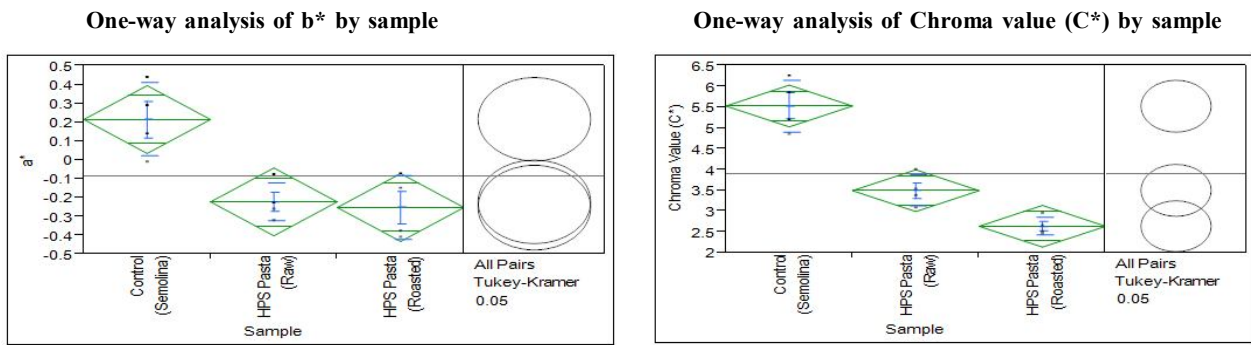 One-way analysis of b* by sample
0.5
0.4
0.3
0.2
0.1
0
-0.1
-0.2
-0.3
-0.4
-0.5
a*
Control
(Semolina)
HPS Pasta
(Raw)
HPS Pasta
(Roasted)
All Pairs
Tukey-Kramer
0.05
Sample
One-way analysis of Chroma value (C*) by sample
6.5
6
5.5
5
4.5
4
3.5
3
2.5
2
Chroma Value (C*)
Control
(Semolina)
HPS Pasta
(Raw)
HPS Pasta
(Roasted)
All Pairs
Tukey-Kramer
0.05
Sample